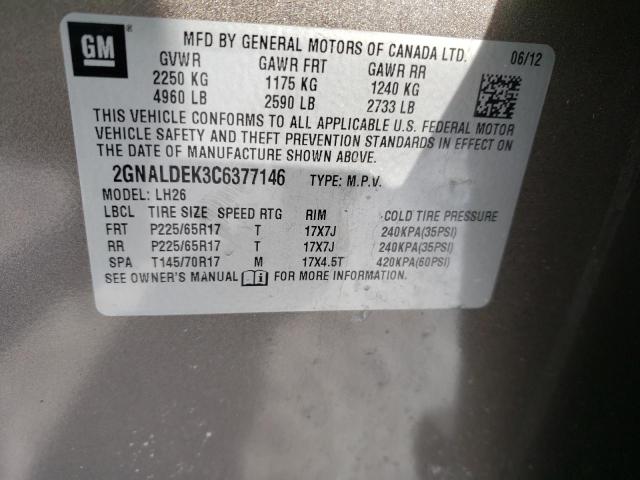 GM
®
MFD BY GENERAL MOTORS OF CANADA LTD. 06/12
GVWR GAWR FRT GAWR RR
2250 KG 1175 KG 1240 KG
4960 LB 2590 LB 2733 LB
THIS VEHICLE CONFORMS TO ALL APPLICABLE U.S. FEDERAL MOTOR
VEHICLE SAFETY AND THEFT PREVENTION STANDARDS IN EFFECT ON
THE DATE OF MANUFACTURE SHOWN ABOVE.
2GNALDEK3C6377146 TYPE: M.P.V.
MODEL: LH26
LBCL TIRE SIZE SPEED RTG RIM COLD TIRE PRESSURE
FRT P225/65R17 T 17X7J 240KPA(35PSI)
RR P225/65R17 T 17X7J 240KPA(35PSI)
SPA T145/70R17 M 17X4.5T 420KPA(60PSI)
SEE OWNER'S MANUAL FOR MORE INFORMATION.